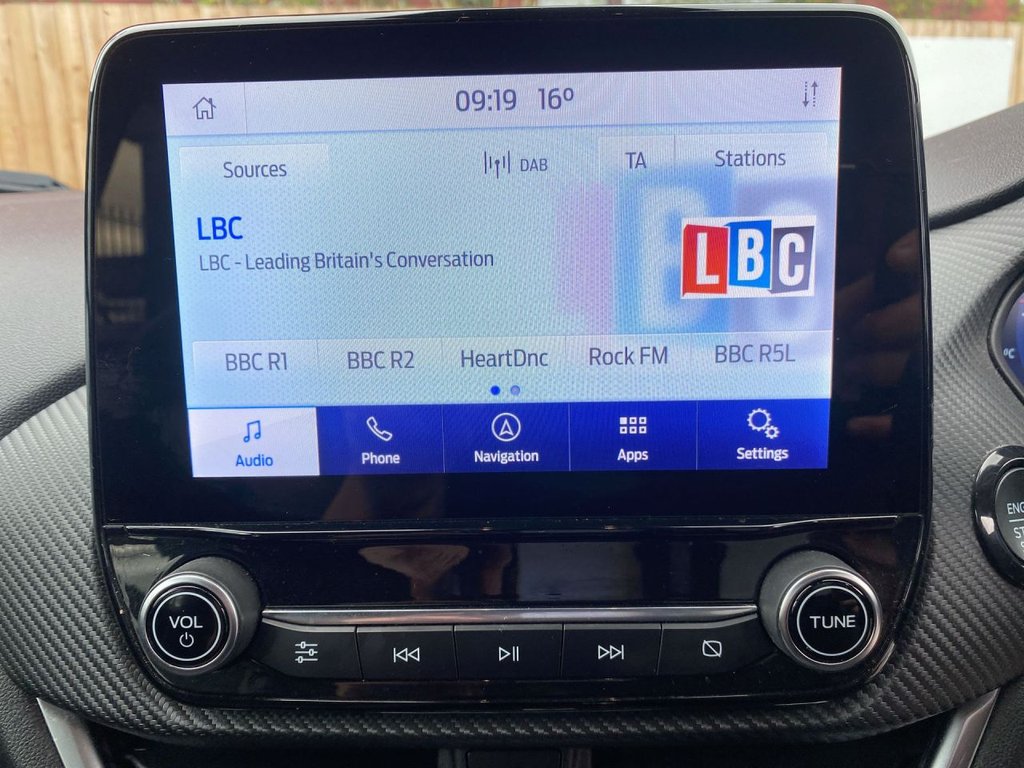 09:19 16º
Sources DAB TA Stations
LBC
LBC - Leading Britain's Conversation
LBC
BBC R1 BBC R2 HeartDnc Rock FM BBC R5L
Audio Phone Navigation Apps Settings
°C
VOL TUNE